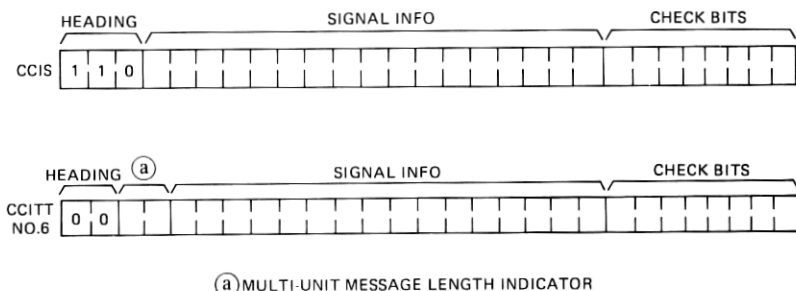 HEADING SIGNAL INFO CHECK BITS
CCIS 1 1 0
HEADING ⓐ SIGNAL INFO CHECK BITS
CCITT NO.6 0 0
ⓐ MULTI-UNIT MESSAGE LENGTH INDICATOR